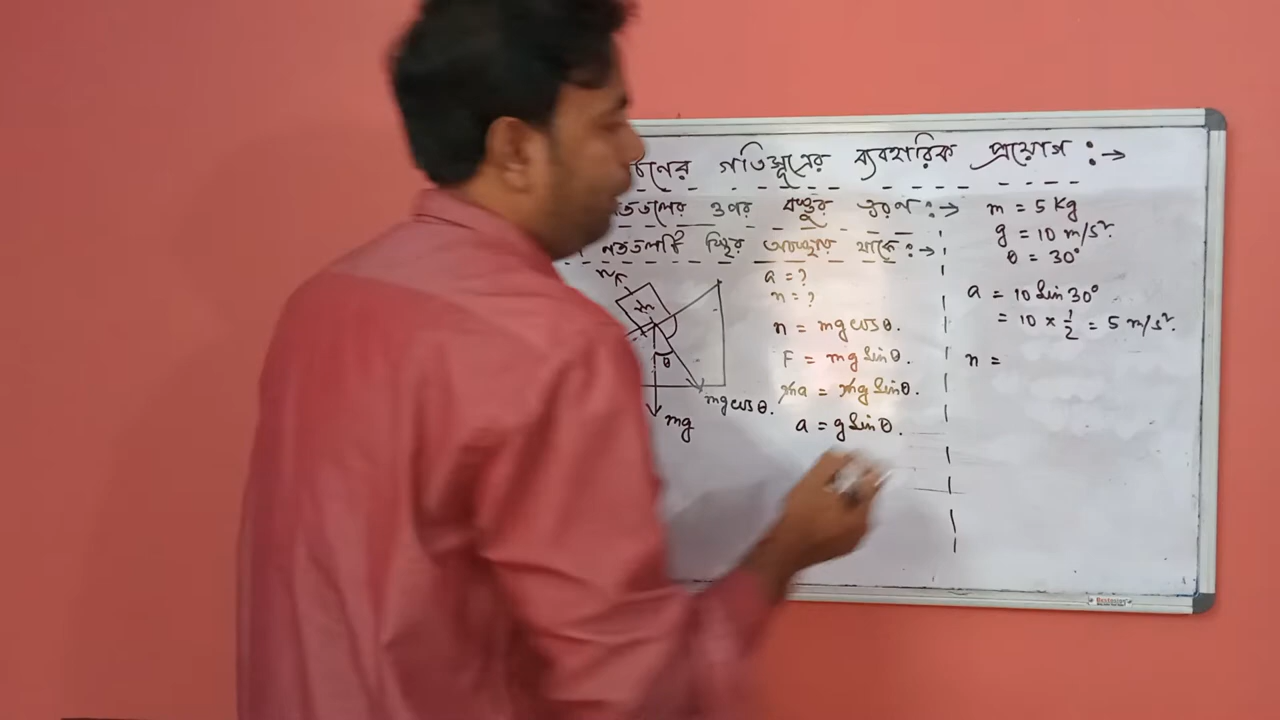 গতিসূত্রের ব্যবহারিক প্রয়োগ :→
ওপর বস্তুর ত্বরণ :→
স্থির অবস্থায় থাকে :→
n
m
θ
mg cos θ.
mg
a = ?
n = ?
n = mg cos θ.
F = mg Sin θ.
ma = mg Sin θ.
a = g Sin θ.
m = 5 Kg
g = 10 m/s².
θ = 30°
a = 10 Sin 30°
= 10 × 1/2 = 5 m/s².
n =